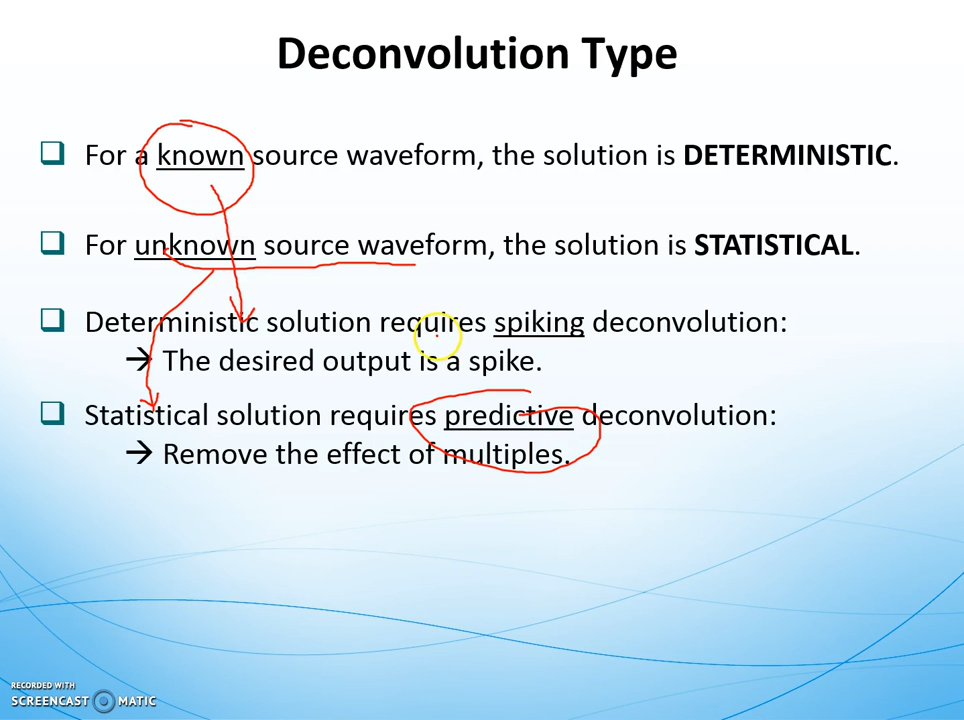 Deconvolution Type
❑ For a known source waveform, the solution is DETERMINISTIC.
❑ For unknown source waveform, the solution is STATISTICAL.
❑ Deterministic solution requires spiking deconvolution:
→ The desired output is a spike.
❑ Statistical solution requires predictive deconvolution:
→ Remove the effect of multiples.
RECORDED WITH
SCREENCAST MATIC